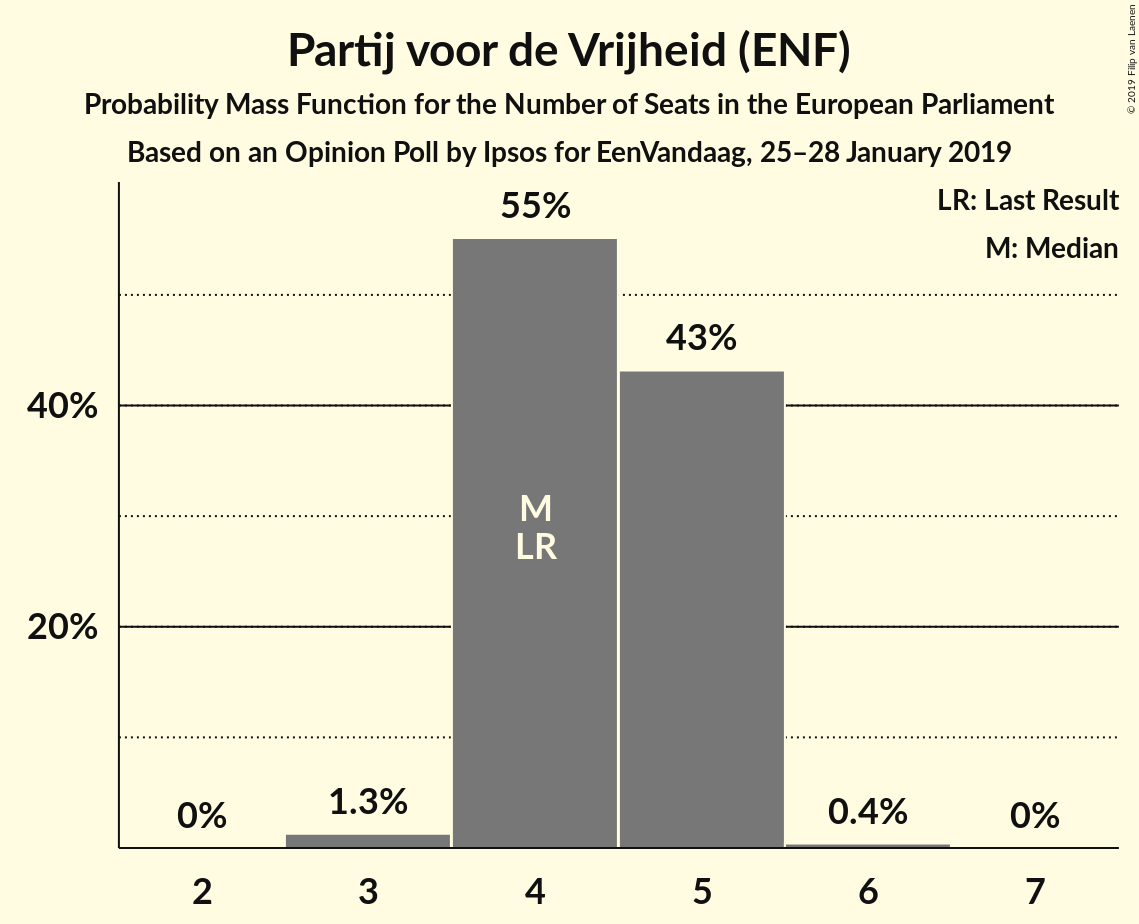 Partij voor de Vrijheid (ENF)
Probability Mass Function for the Number of Seats in the European Parliament
Based on an Opinion Poll by Ipsos for EenVandaag, 25–28 January 2019
© 2019 Filip van Laenen
LR: Last Result
M: Median
55%
43%
40%
M
LR
20%
0%
1.3%
0.4%
0%
2
3
4
5
6
7